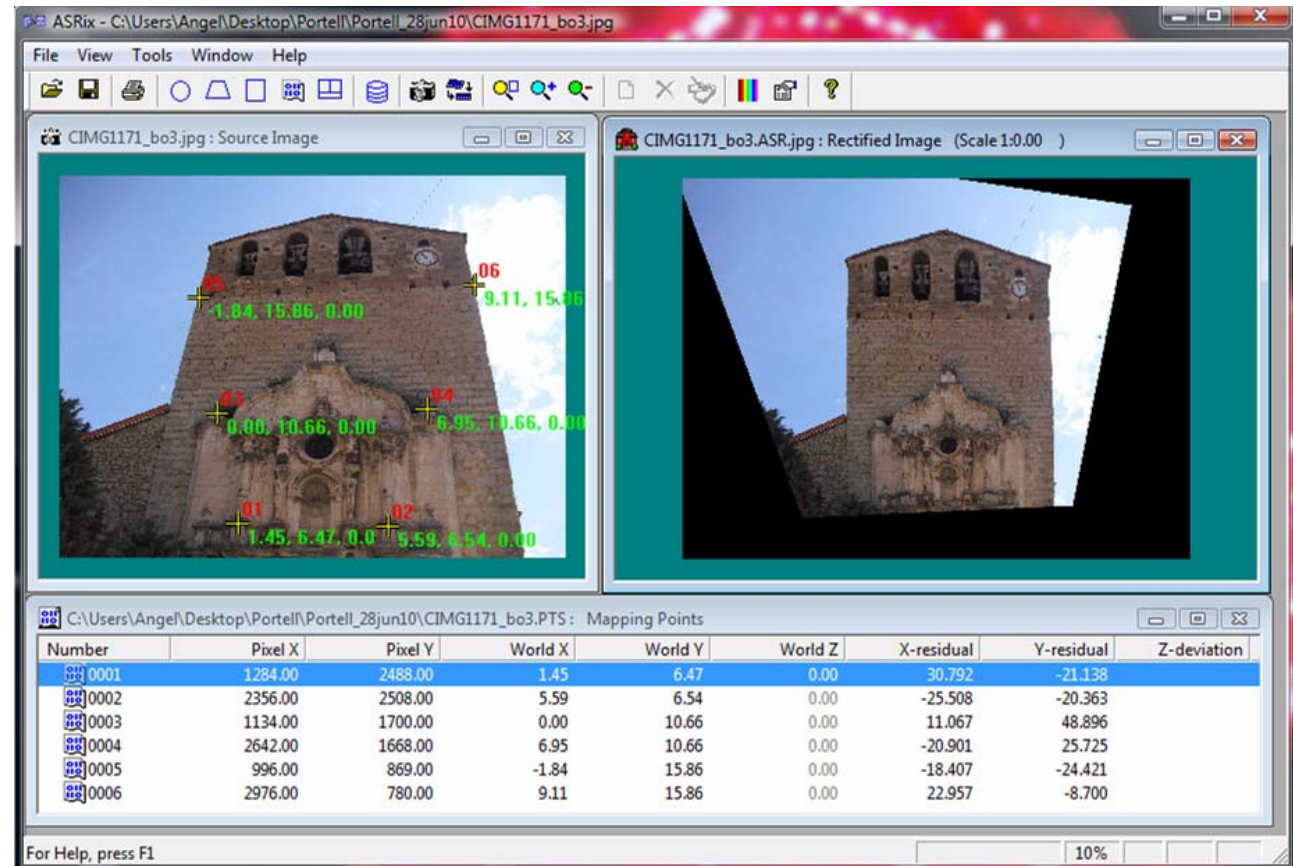 ASRix - C:\Users\Angel\Desktop\Portell\Portell_28jun10\CIMG1171_bo3.jpg
File View Tools Window Help
CIMG1171_bo3.jpg : Source Image
05
-1.84, 15.86, 0.00
06
9.11, 15.86
03
0.00, 10.66, 0.00
04
6.95, 10.66, 0.00
01
1.45, 6.47, 0.0
02
5.59, 6.54, 0.00
CIMG1171_bo3.ASR.jpg : Rectified Image (Scale 1:0.00 )
C:\Users\Angel\Desktop\Portell\Portell_28jun10\CIMG1171_bo3.PTS : Mapping Points
Number Pixel X Pixel Y World X World Y World Z X-residual Y-residual Z-deviation
0001 1284.00 2488.00 1.45 6.47 0.00 30.792 -21.138
0002 2356.00 2508.00 5.59 6.54 0.00 -25.508 -20.363
0003 1134.00 1700.00 0.00 10.66 0.00 11.067 48.896
0004 2642.00 1668.00 6.95 10.66 0.00 -20.901 25.725
0005 996.00 869.00 -1.84 15.86 0.00 -18.407 -24.421
0006 2976.00 780.00 9.11 15.86 0.00 22.957 -8.700
For Help, press F1
10%